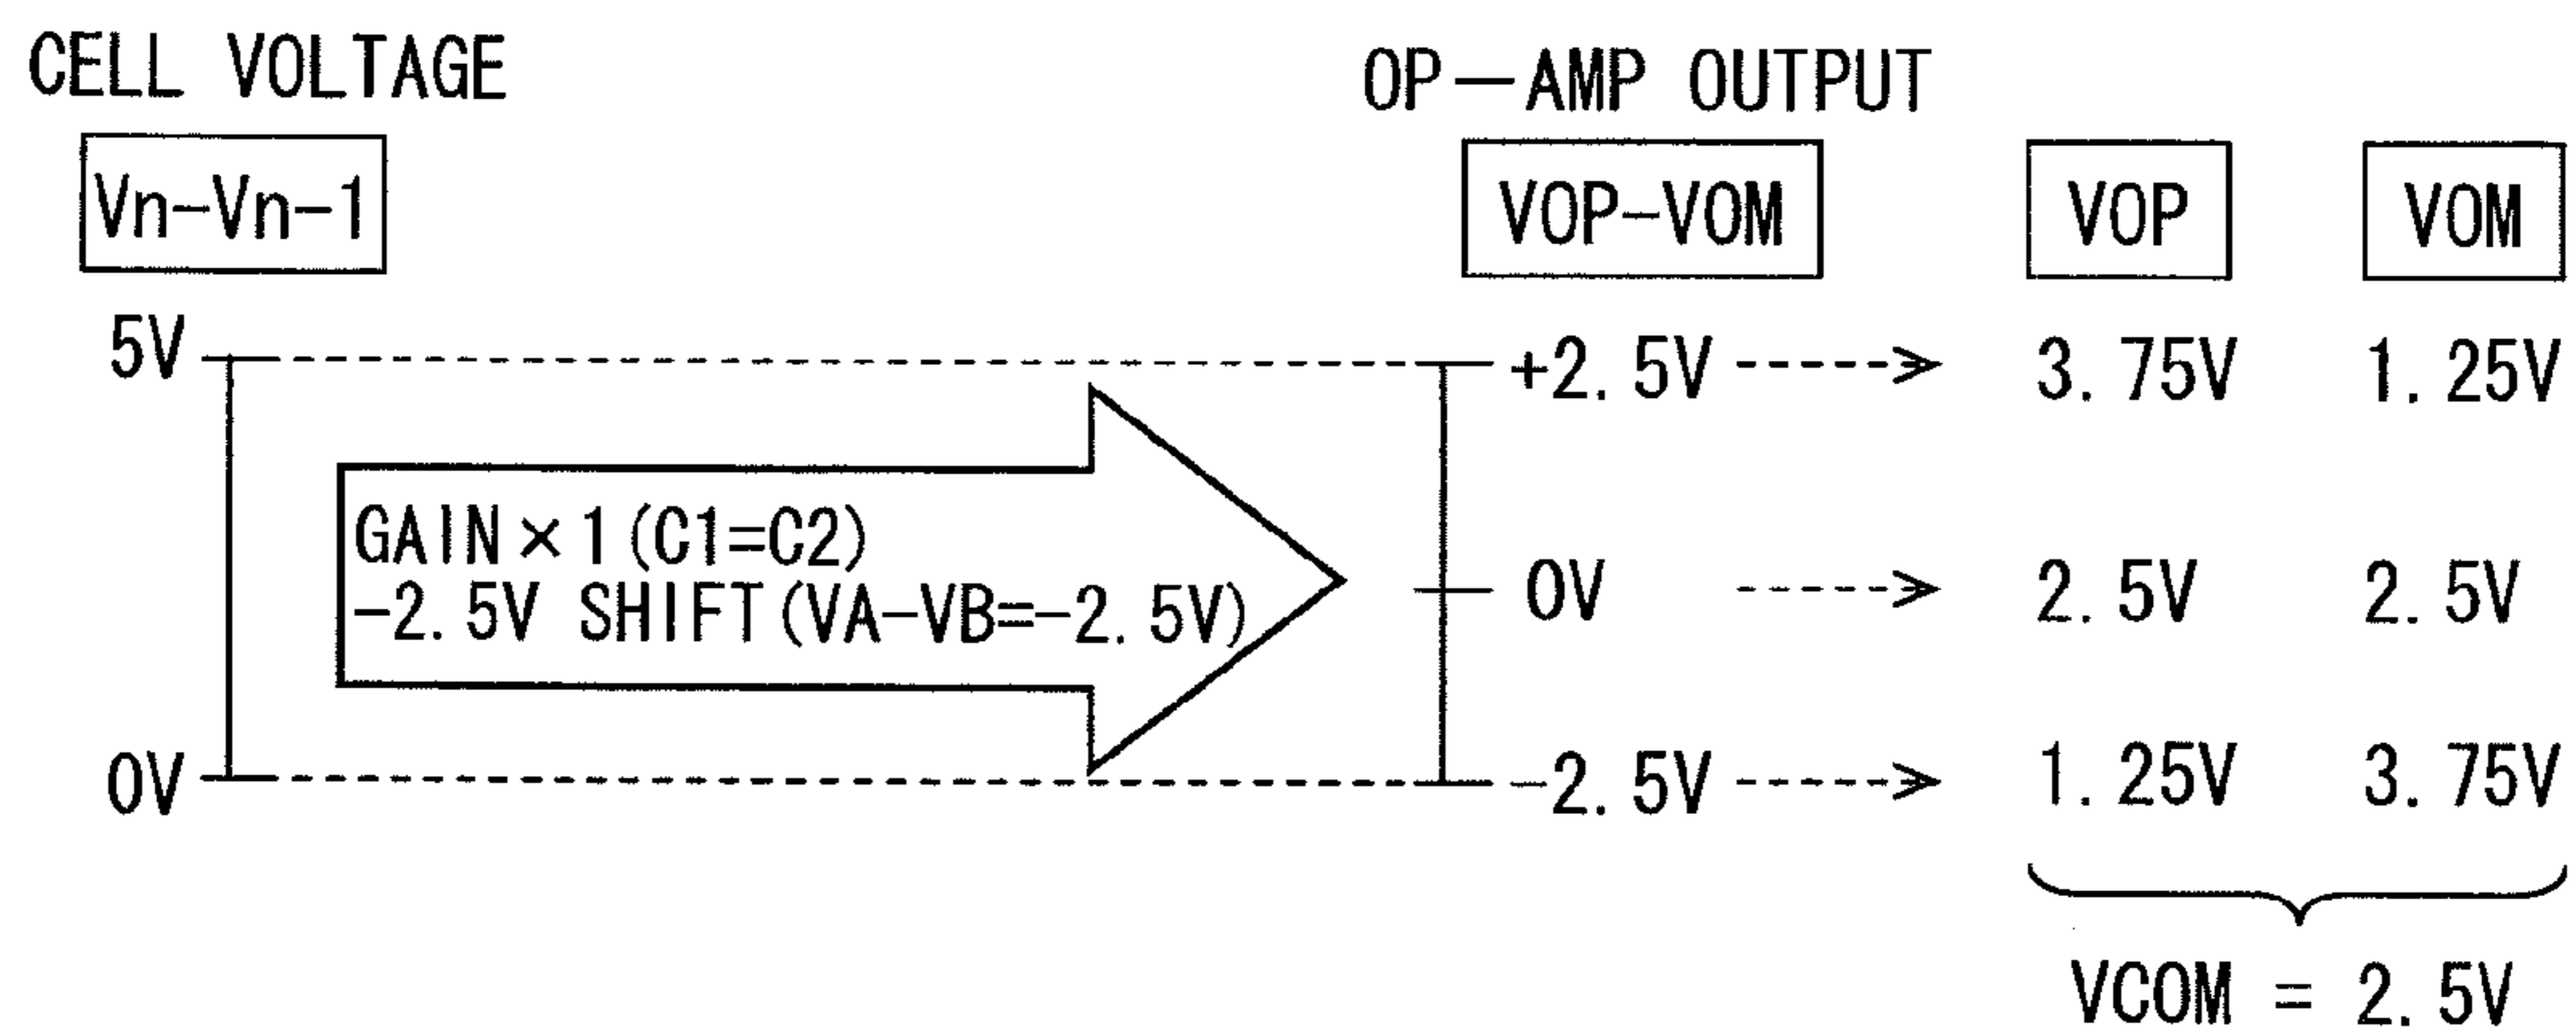 CELL VOLTAGE OP-AMP OUTPUT
Vn-Vn-1 VOP-VOM VOP VOM
5V +2.5V 3.75V 1.25V
GAIN×1(C1=C2)
-2.5V SHIFT(VA-VB=-2.5V) 0V 2.5V 2.5V
0V -2.5V 1.25V 3.75V
VCOM = 2.5V